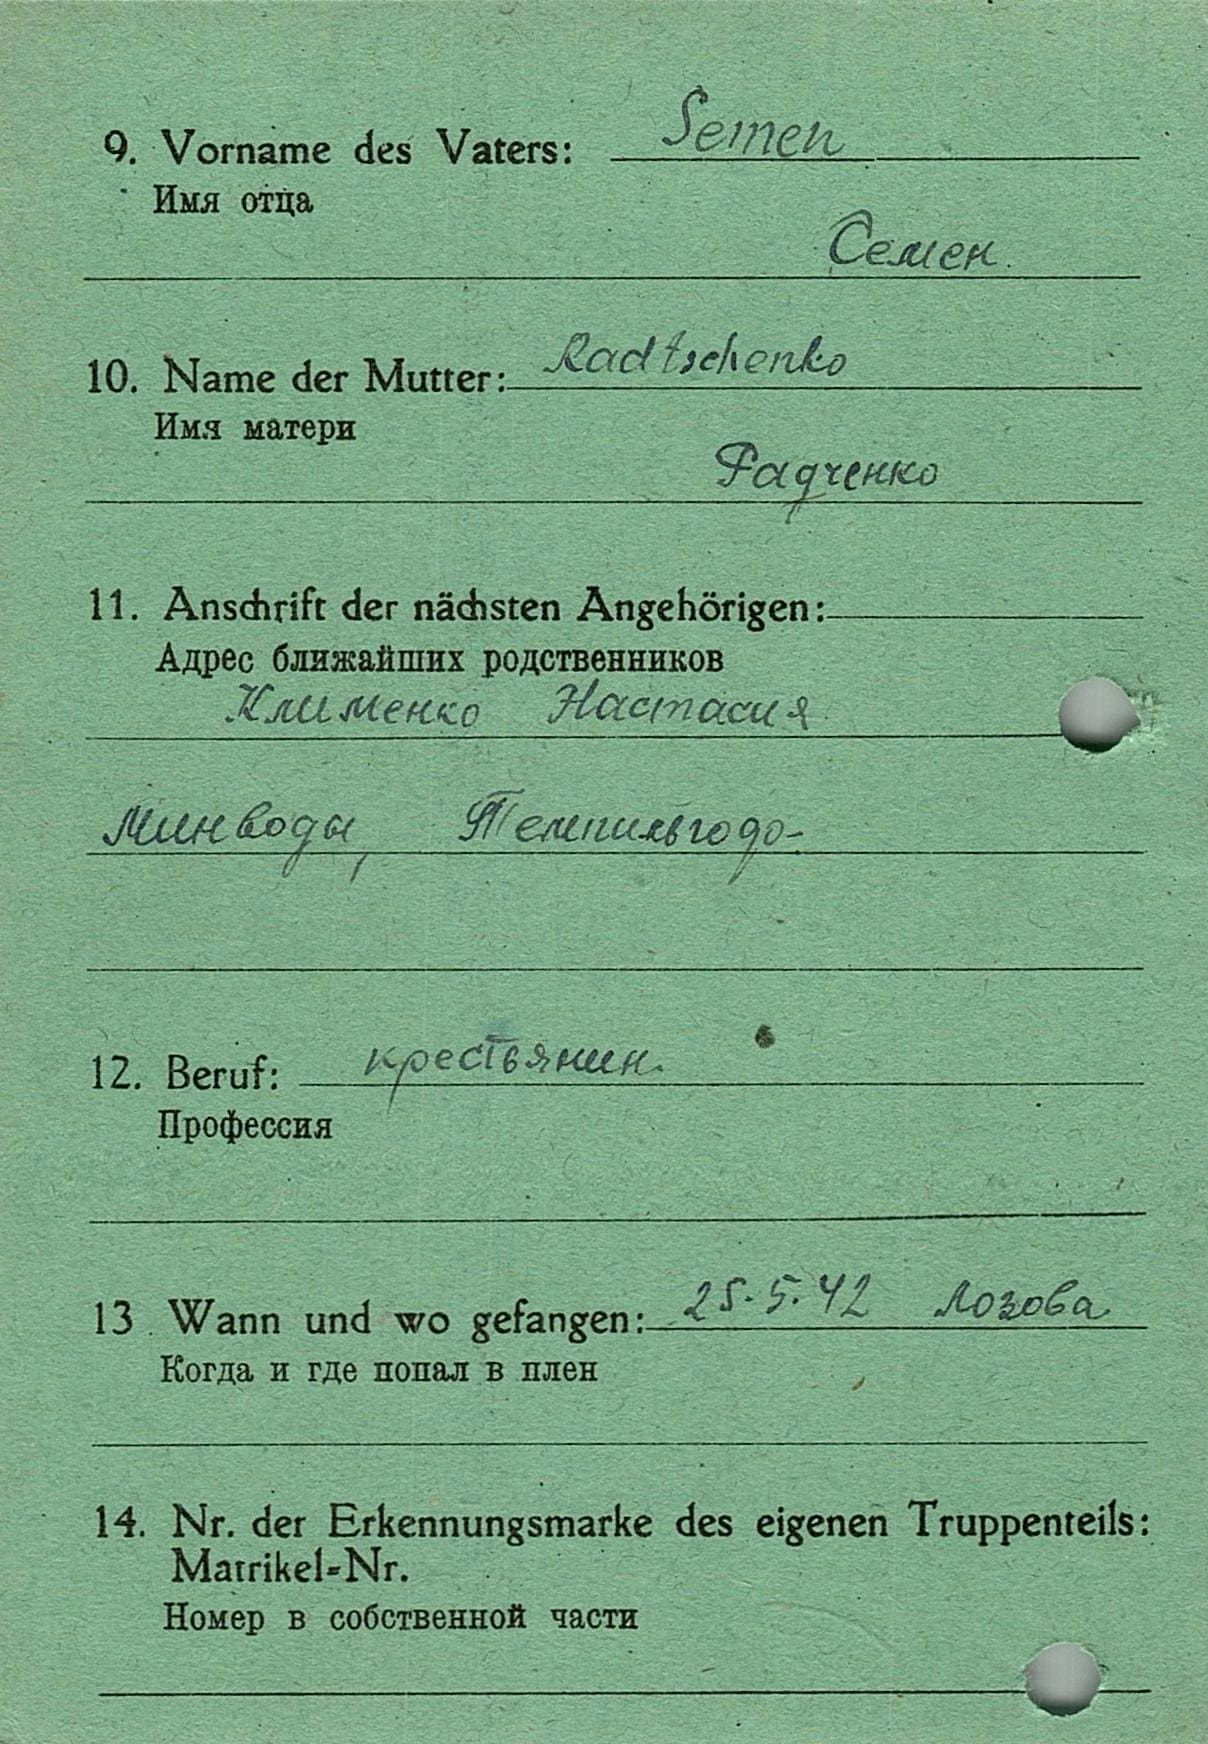 9. Vorname des Vaters: Semen
Имя отца
Семен.
10. Name der Mutter: Radtschenko
Имя матери
Радченко
11. Anschrift der nächsten Angehörigen:
Адрес ближайших родственников
Клименко Настасия
Минводы, Темпильгодо-
12. Beruf: крестьянин.
Профессия
13. Wann und wo gefangen: 25.5.42 Лозова
Когда и где попал в плен
14. Nr. der Erkennungsmarke des eigenen Truppenteils:
Matrikel-Nr.
Номер в собственной части